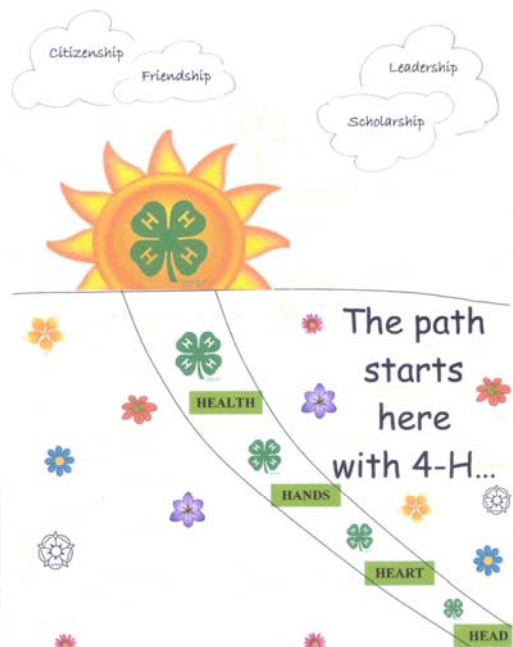 Citizenship
Friendship
Leadership
Scholarship
H H
H H
The path
starts
here
with 4-H...
H H
H H
HEALTH
H H
H H
HANDS
H H
H H
HEART
H H
H H
HEAD